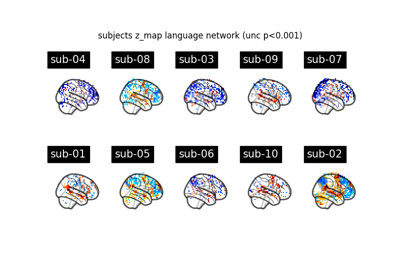 subjects z_map language network (unc p<0.001)
sub-04 sub-08 sub-03 sub-09 sub-07
sub-01 sub-05 sub-06 sub-10 sub-02